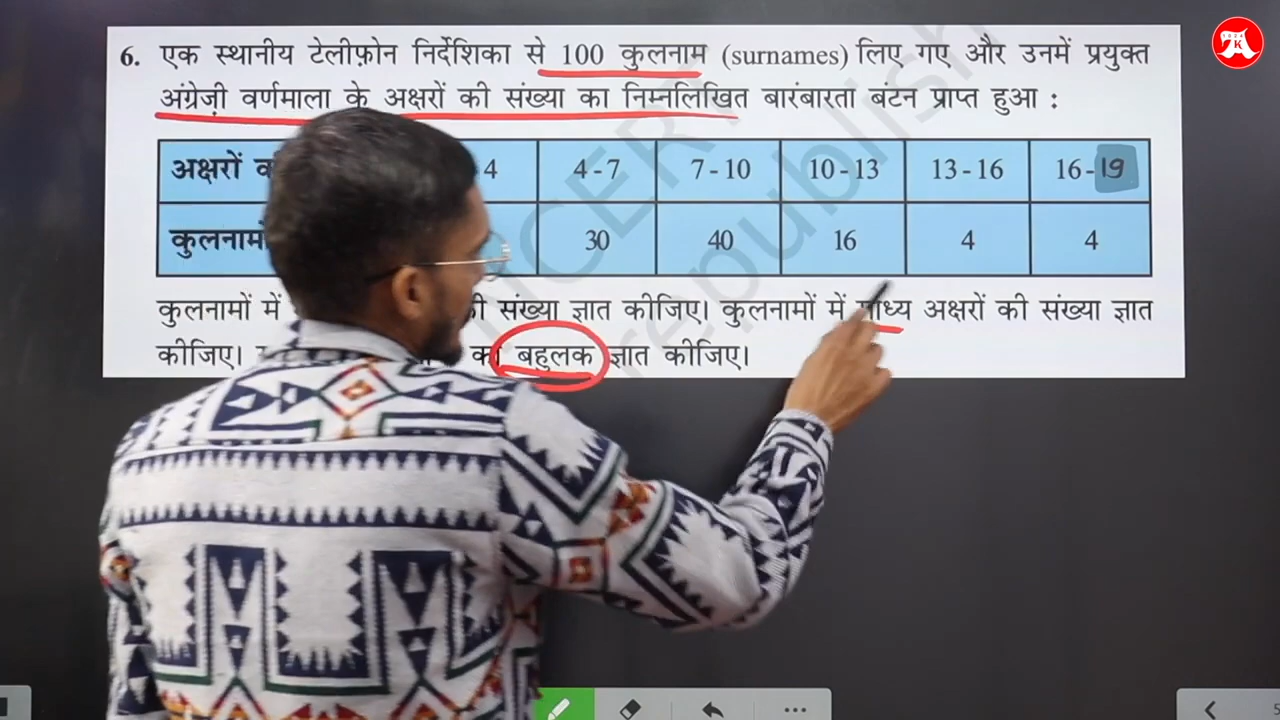 6. एक स्थानीय टेलीफ़ोन निर्देशिका से 100 कुलनाम (surnames) लिए गए और उनमें प्रयुक्त
अंग्रेज़ी वर्णमाला के अक्षरों की संख्या का निम्नलिखित बारंबारता बंटन प्राप्त हुआ :
अक्षरों 4 4 - 7 7 - 10 10 - 13 13 - 16 16 - 19
कुलनामों 30 40 16 4 4
कुलनामों में की संख्या ज्ञात कीजिए। कुलनामों में माध्य अक्षरों की संख्या ज्ञात
कीजिए। का बहुलक ज्ञात कीजिए।
NCERT
republish